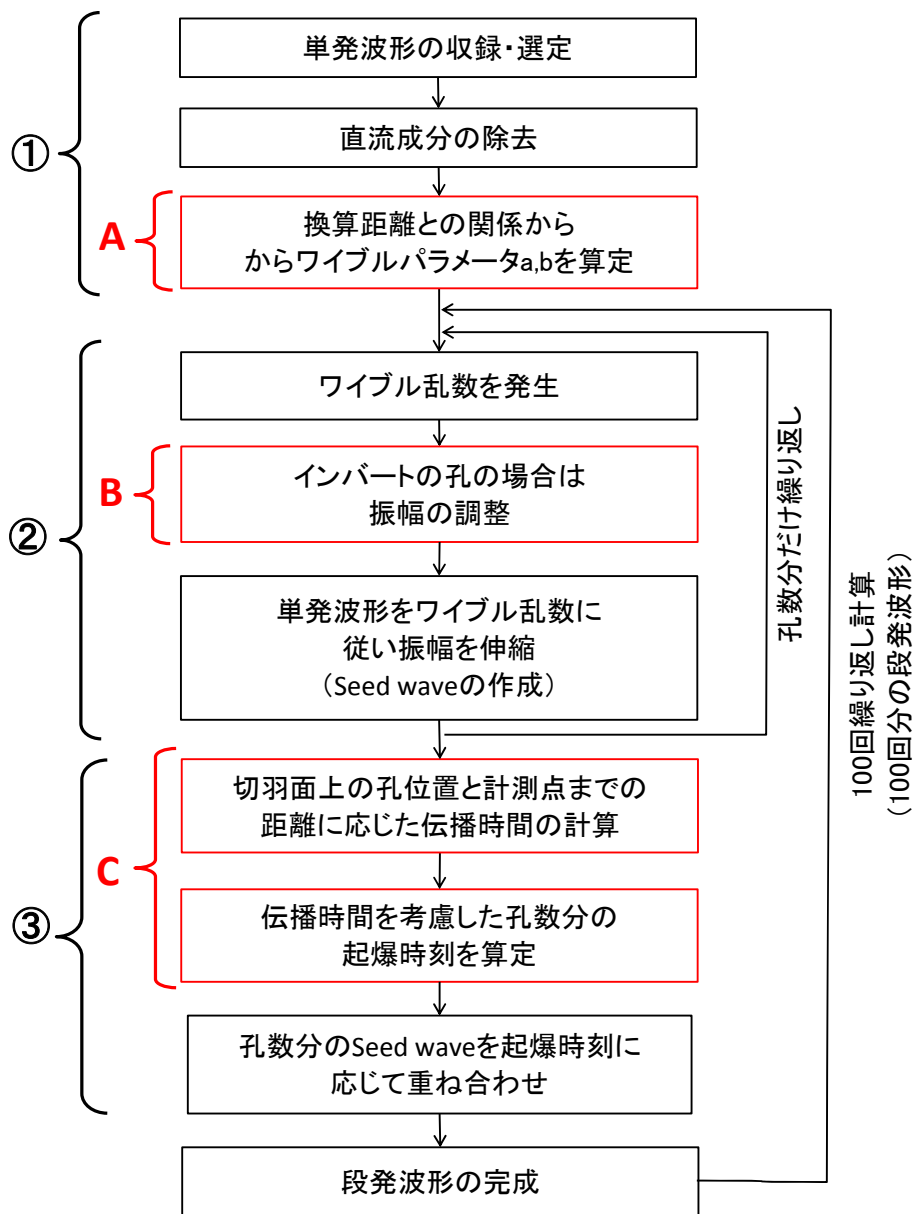 単発波形の収録・選定
①
直流成分の除去
A
換算距離との関係から
からワイブルパラメータa,bを算定
②
ワイブル乱数を発生
B
インバートの孔の場合は
振幅の調整
単発波形をワイブル乱数に
従い振幅を伸縮
（Seed waveの作成）
孔数分だけ繰り返し
100回繰り返し計算
（100回分の段発波形）
③
C
切羽面上の孔位置と計測点までの
距離に応じた伝播時間の計算
伝播時間を考慮した孔数分の
起爆時刻を算定
孔数分のSeed waveを起爆時刻に
応じて重ね合わせ
段発波形の完成